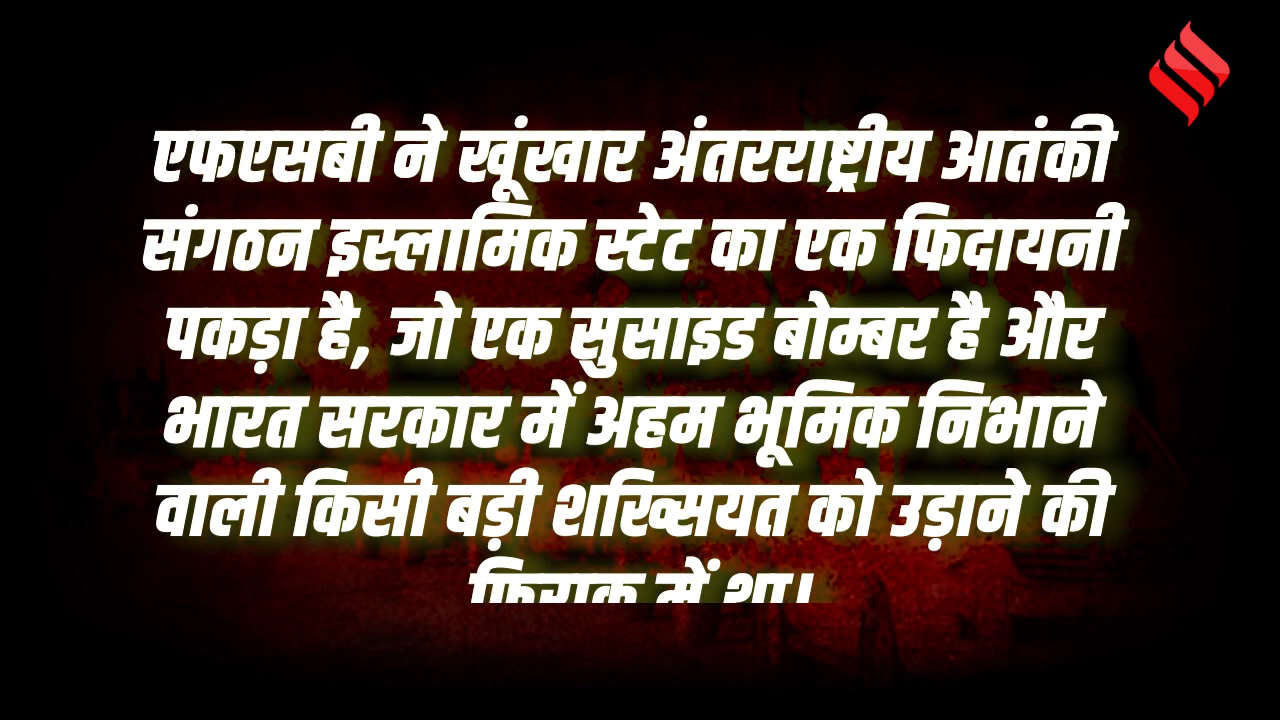 एफएसबी ने खूंखार अंतरराष्ट्रीय आतंकी
संगठन इस्लामिक स्टेट का एक फिदायनी
पकड़ा है, जो एक सुसाइड बोम्बर है और
भारत सरकार में अहम भूमिक निभाने
वाली किसी बड़ी शख्सियत को उड़ाने की
फिराक में था।